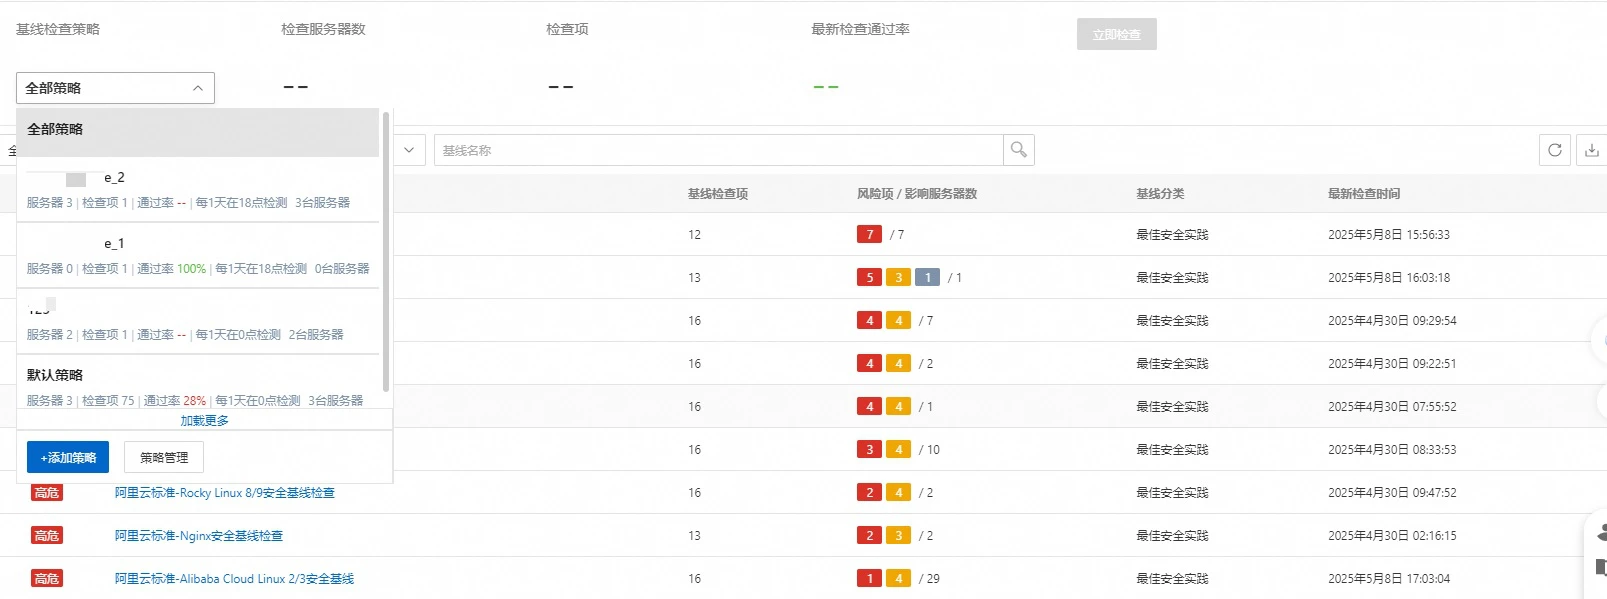 基线检查策略 检查服务器数 检查项 最新检查通过率 立即检查
全部策略 -- -- --
全部策略
基线名称
e_2
服务器 3 | 检查项 1 | 通过率 -- | 每1天在18点检测 3台服务器
基线检查项 风险项 / 影响服务器数 基线分类 最新检查时间
12 7 / 7 最佳安全实践 2025年5月8日 15:56:33
e_1
服务器 0 | 检查项 1 | 通过率 100% | 每1天在18点检测 0台服务器
13 5 3 1 / 1 最佳安全实践 2025年5月8日 16:03:18
16 4 4 / 7 最佳安全实践 2025年4月30日 09:29:54
服务器 2 | 检查项 1 | 通过率 -- | 每1天在0点检测 2台服务器
16 4 4 / 2 最佳安全实践 2025年4月30日 09:22:51
默认策略
服务器 3 | 检查项 75 | 通过率 28% | 每1天在0点检测 3台服务器
16 4 4 / 1 最佳安全实践 2025年4月30日 07:55:52
加载更多
16 3 4 / 10 最佳安全实践 2025年4月30日 08:33:53
+添加策略 策略管理
高危 阿里云标准-Rocky Linux 8/9安全基线检查 16 2 4 / 2 最佳安全实践 2025年4月30日 09:47:52
高危 阿里云标准-Nginx安全基线检查 13 2 3 / 2 最佳安全实践 2025年4月30日 02:16:15
高危 阿里云标准-Alibaba Cloud Linux 2/3安全基线 16 1 4 / 29 最佳安全实践 2025年5月8日 17:03:04